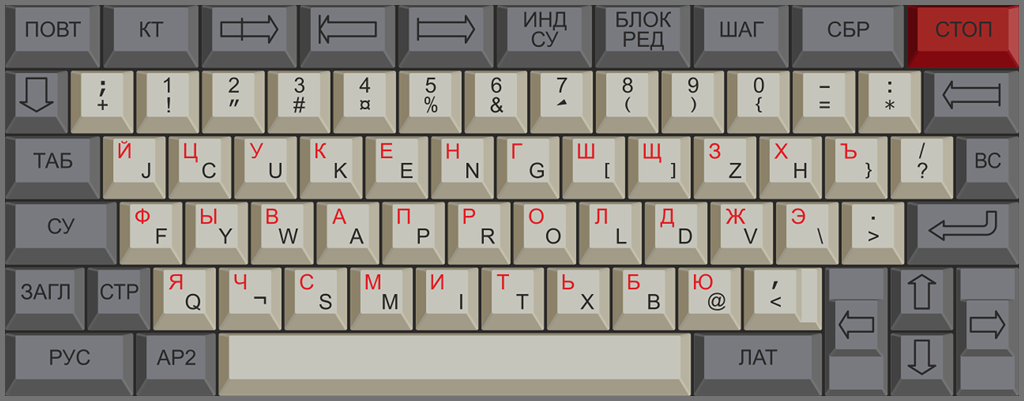 ПОВТ КТ ИНД СУ БЛОК РЕД ШАГ СБР СТОП
; 1 2 3 4 5 6 7 8 9 0 – :
+ ! " # ¤ % & ´ ( ) { = *
ТАБ Й Ц У К Е Н Г Ш Щ З Х Ъ / ВС
J C U K E N G [ ] Z H } ?
СУ Ф Ы В А П Р О Л Д Ж Э .
F Y W A P R O L D V \ >
ЗАГЛ СТР Я Ч С М И Т Ь Б Ю ,
Q ¬ S M I T X B @ <
РУС АР2 ЛАТ